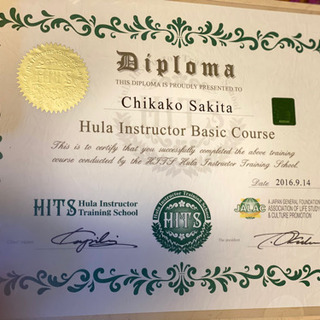 Diploma
THIS DIPLOMA IS PROUDLY PRESENTED TO
Chikako Sakita
Hula Instructor Basic Course
This is to certify that you successfully completed the above training
course conducted by the HITS Hula Instructor Training School.
Date 2016.9.14
HITS Hula Instructor
Training School
HITS
JALAC
A JAPAN GENERAL FOUNDATION
ASSOCIATION OF LIFE STUDY
& CULTURE PROMOTION
HITS